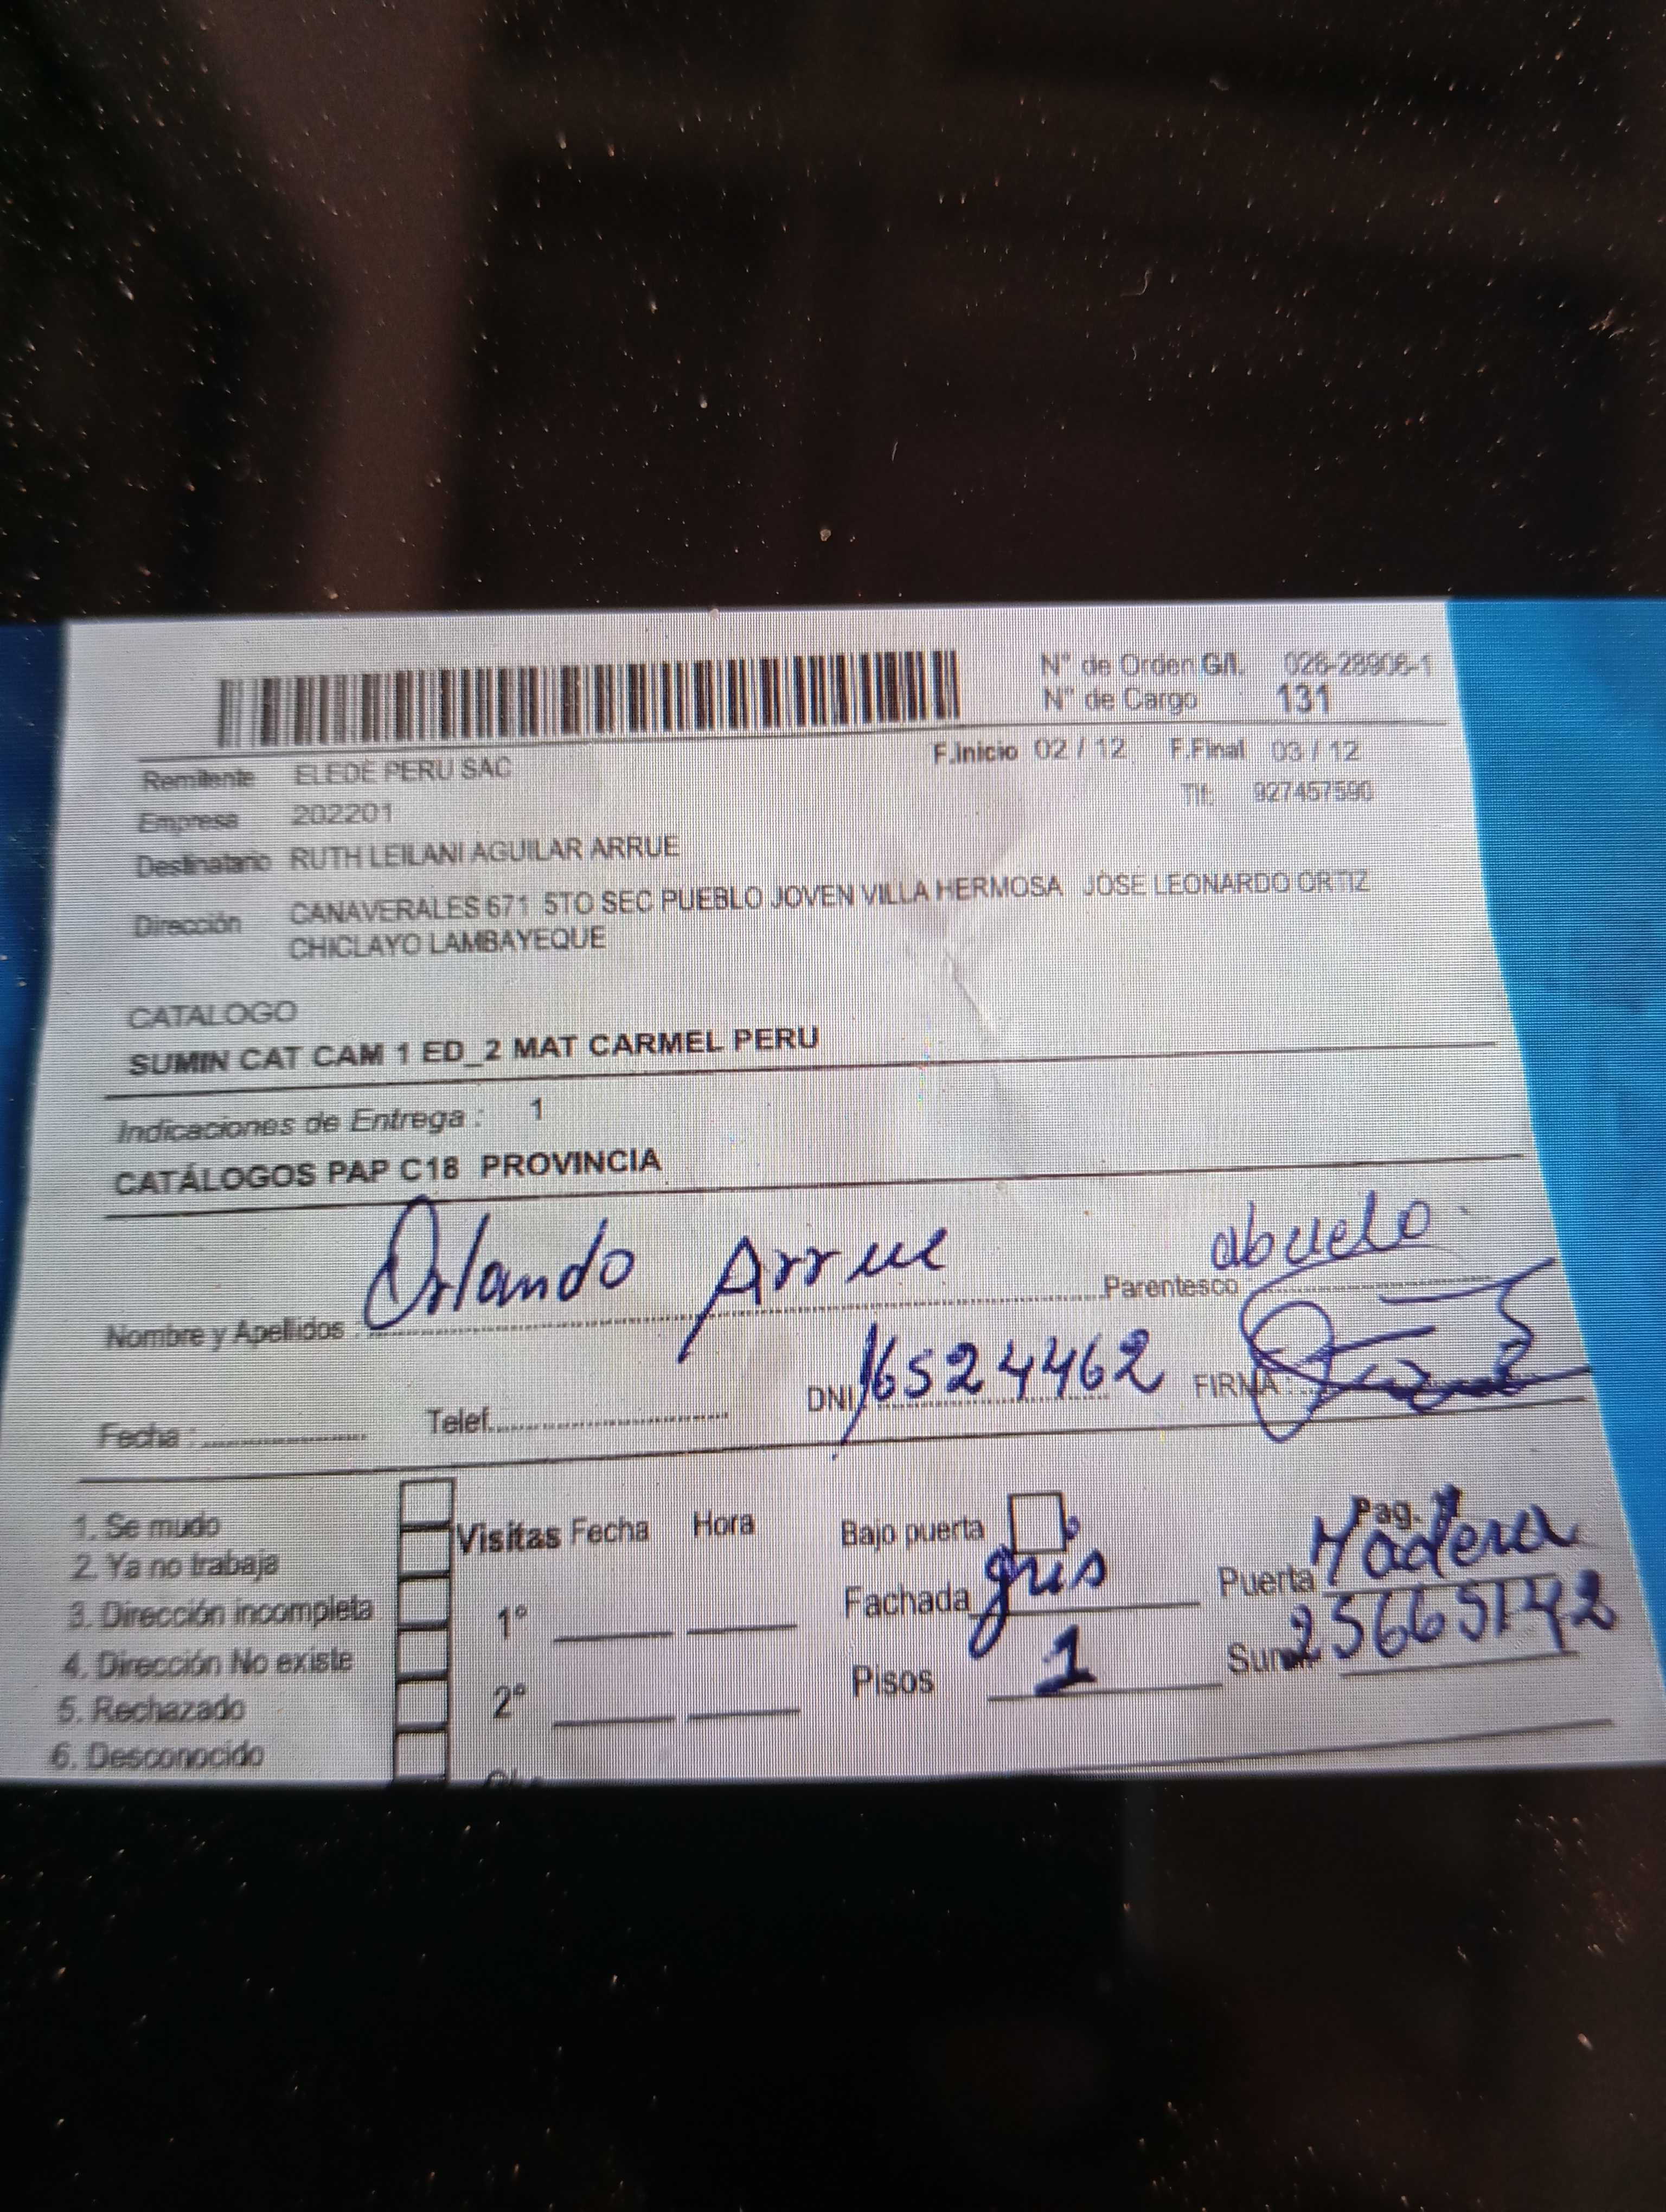 N° de Orden G/l. 028-28908-1
N° de Cargo 131
F.Inicio 02 / 12 F.Final 03 / 12
Remitente ELEDE PERU SAC
Tlf: 927457590
Empresa 202201
Destinatario RUTH LEILANI AGUILAR ARRUE
Dirección CANAVERALES 671 5TO SEC PUEBLO JOVEN VILLA HERMOSA JOSE LEONARDO ORTIZ
CHICLAYO LAMBAYEQUE
CATALOGO
SUMIN CAT CAM 1 ED_2 MAT CARMEL PERU
Indicaciones de Entrega : 1
CATÁLOGOS PAP C18 PROVINCIA
Nombre y Apellidos : Orlando Arrue Parentesco abuelo
Fecha : Telef. DNI 16524462 FIRMA
1. Se mudo
2. Ya no trabaja
3. Dirección incompleta
4. Dirección No existe
5. Rechazado
6. Desconocido
Visitas Fecha Hora
1°
2°
Bajo puerta Pag.
Fachada gris Puerta Madera
Pisos 1 25665142